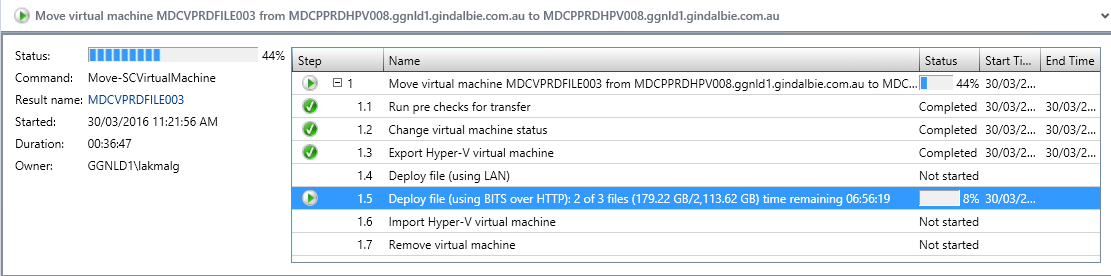 Move virtual machine MDCVPRDFILE003 from MDCPPRDHPV008.ggnld1.gindalbie.com.au to MDCPPRDHPV008.ggnld1.gindalbie.com.au
Status: 44%
Command: Move-SCVirtualMachine
Result name: MDCVPRDFILE003
Started: 30/03/2016 11:21:56 AM
Duration: 00:36:47
Owner: GGNLD1\lakmalg
Step Name Status Start Ti... End Time
1 Move virtual machine MDCVPRDFILE003 from MDCPPRDHPV008.ggnld1.gindalbie.com.au to MDC... 44% 30/03/2...
1.1 Run pre checks for transfer Completed 30/03/2... 30/03/2...
1.2 Change virtual machine status Completed 30/03/2... 30/03/2...
1.3 Export Hyper-V virtual machine Completed 30/03/2... 30/03/2...
1.4 Deploy file (using LAN) Not started
1.5 Deploy file (using BITS over HTTP): 2 of 3 files (179.22 GB/2,113.62 GB) time remaining 06:56:19 8% 30/03/2...
1.6 Import Hyper-V virtual machine Not started
1.7 Remove virtual machine Not started